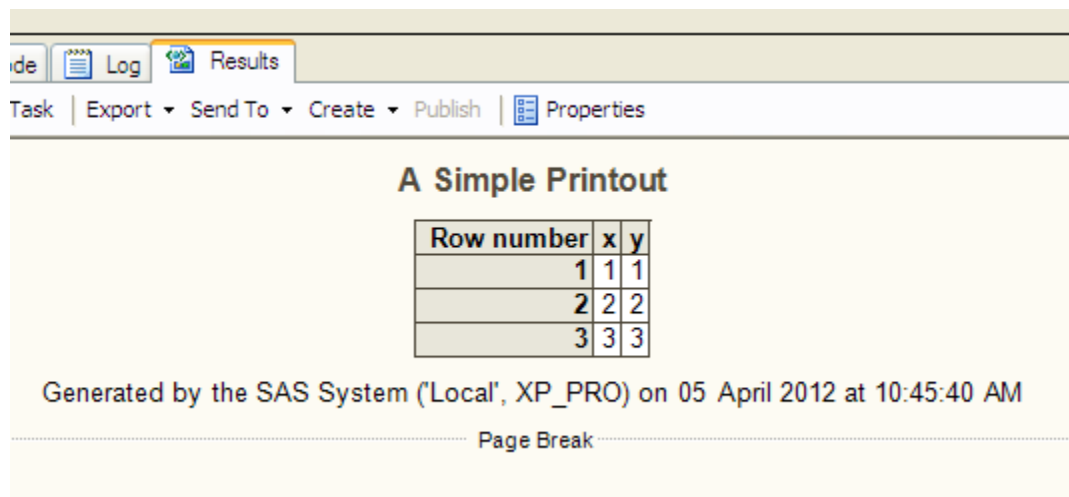 ode Log Results
Task Export Send To Create Publish Properties
A Simple Printout
Row number x y
1 1 1
2 2 2
3 3 3
Generated by the SAS System ('Local', XP_PRO) on 05 April 2012 at 10:45:40 AM
Page Break